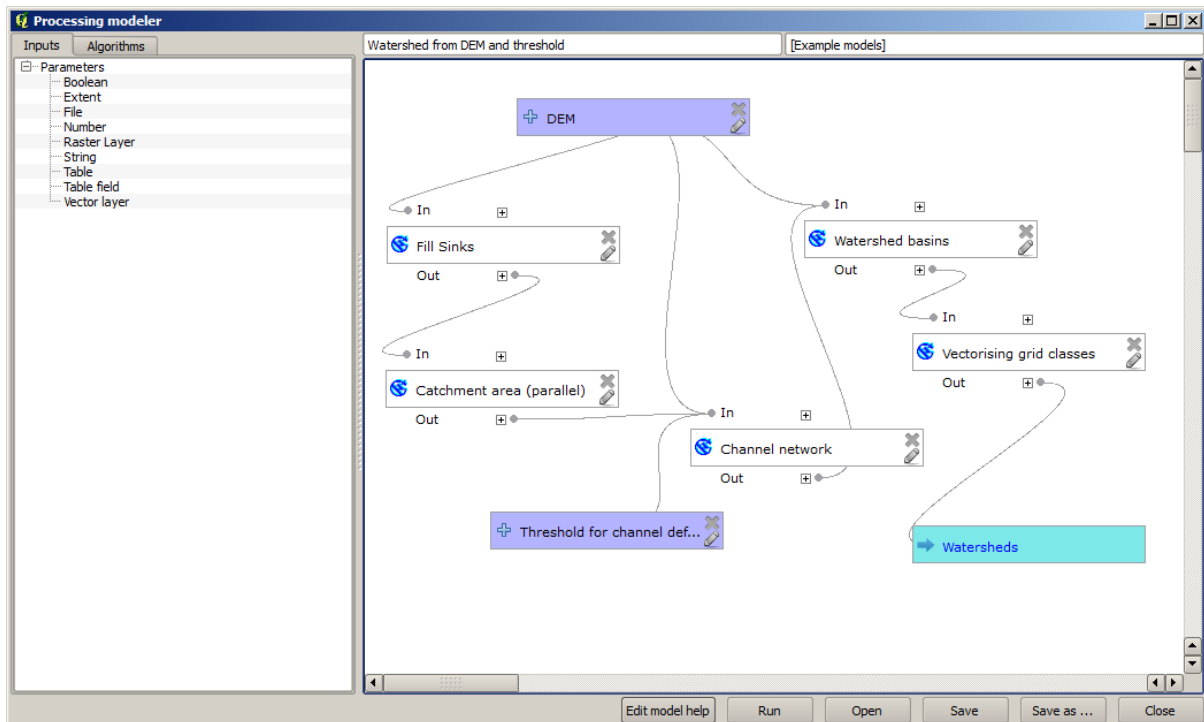 Processing modeler
Inputs
Algorithms
Watershed from DEM and threshold
[Example models]
Parameters
Boolean
Extent
File
Number
Raster Layer
String
Table
Table field
Vector layer
DEM
In
Fill Sinks
Out
In
Catchment area (parallel)
Out
In
Channel network
Out
Threshold for channel def...
In
Watershed basins
Out
In
Vectorising grid classes
Out
Watersheds
Edit model help
Run
Open
Save
Save as ...
Close